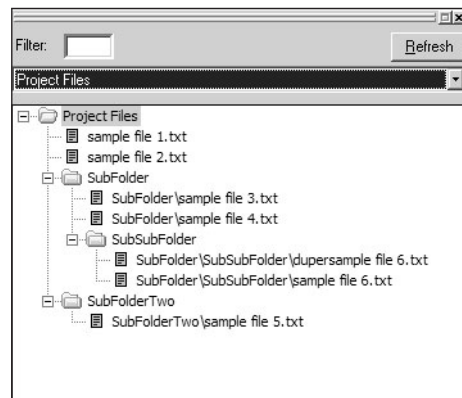 Filter:
Refresh
Project Files
Project Files
sample file 1.txt
sample file 2.txt
SubFolder
SubFolder\sample file 3.txt
SubFolder\sample file 4.txt
SubSubFolder
SubFolder\SubSubFolder\dupersample file 6.txt
SubFolder\SubSubFolder\sample file 6.txt
SubFolderTwo
SubFolderTwo\sample file 5.txt